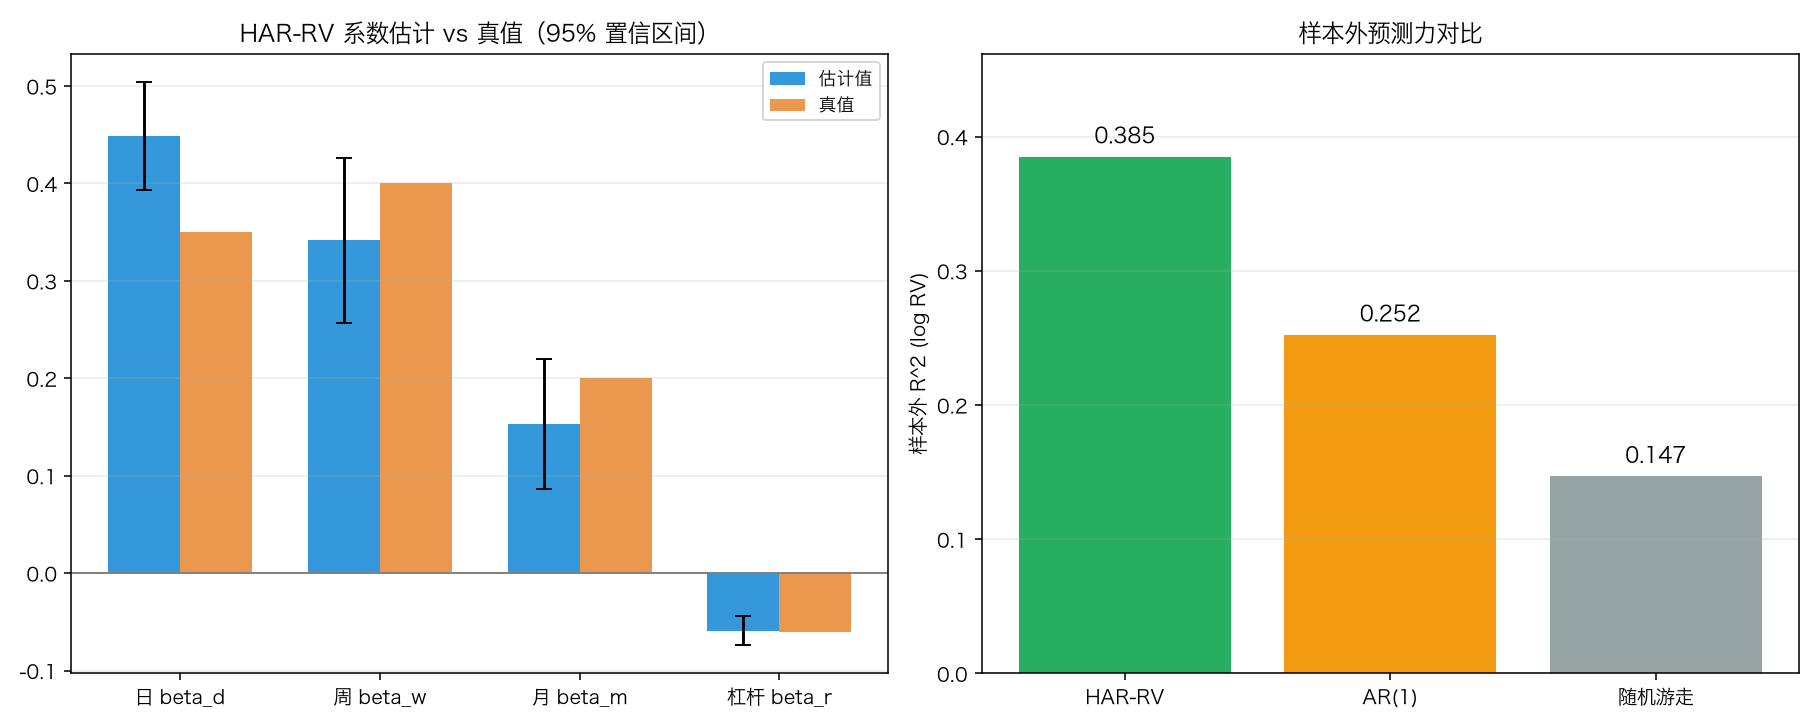 HAR-RV 系数估计 vs 真值（95% 置信区间）
0.5
0.4
0.3
0.2
0.1
0.0
-0.1
估计值
真值
日 beta_d
周 beta_w
月 beta_m
杠杆 beta_r
样本外预测力对比
样本外 R^2 (log RV)
0.4
0.3
0.2
0.1
0.0
0.385
0.252
0.147
HAR-RV
AR(1)
随机游走